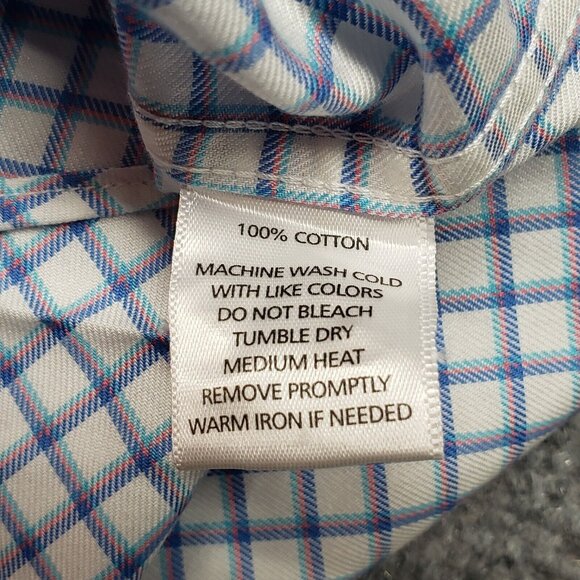 100% COTTON
MACHINE WASH COLD
WITH LIKE COLORS
DO NOT BLEACH
TUMBLE DRY
MEDIUM HEAT
REMOVE PROMPTLY
WARM IRON IF NEEDED